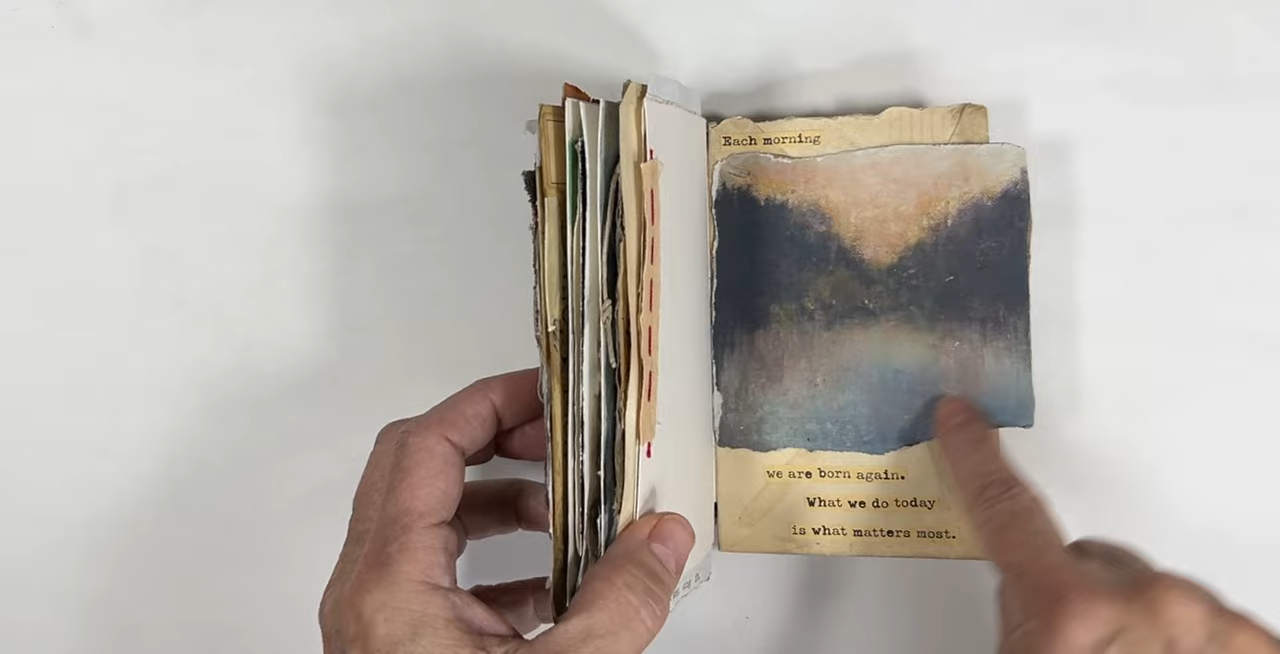 Each morning
we are born again.
What we do today
is what matters most.